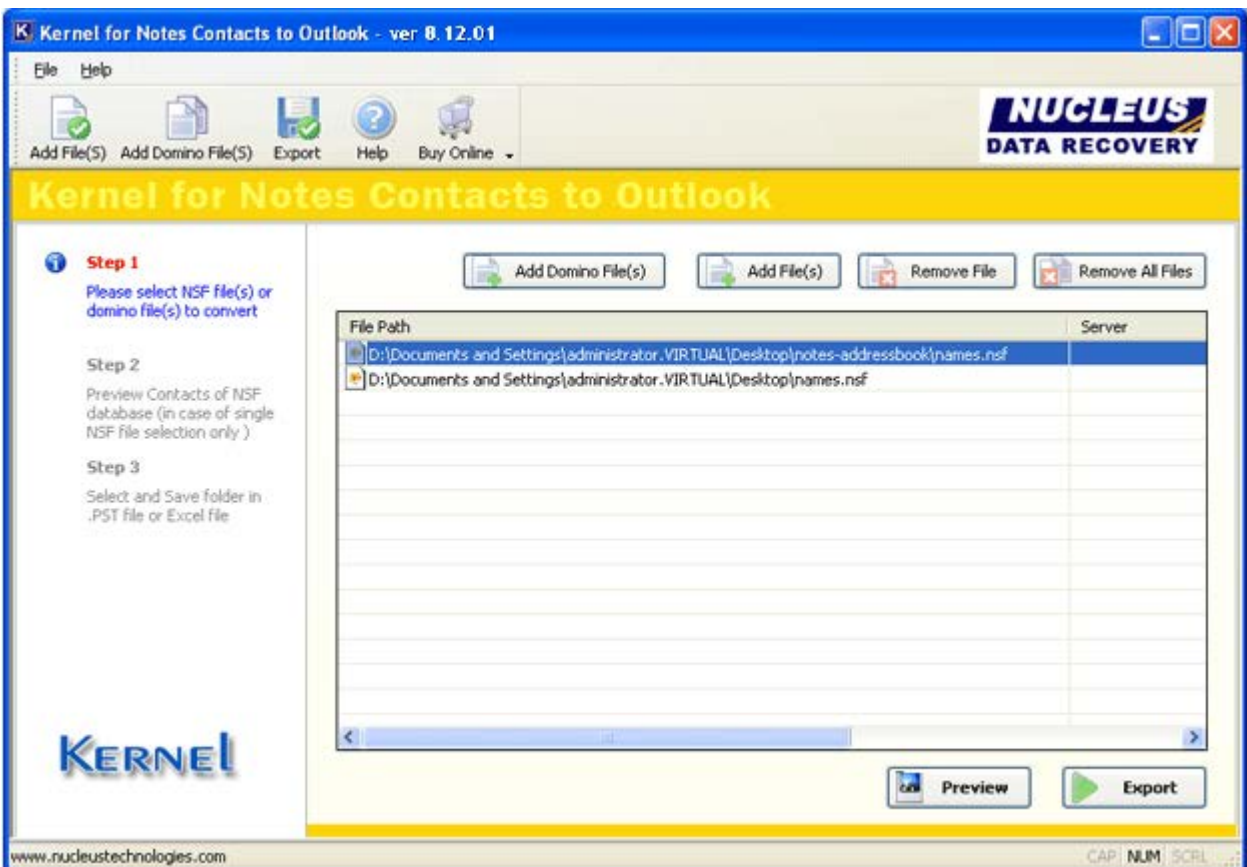 Kernel for Notes Contacts to Outlook - ver 8.12.01
File Help
Add File(S) Add Domino File(S) Export Help Buy Online
NUCLEUS
DATA RECOVERY
Kernel for Notes Contacts to Outlook
Step 1
Please select NSF file(s) or
domino file(s) to convert
Step 2
Preview Contacts of NSF
database (in case of single
NSF file selection only )
Step 3
Select and Save folder in
.PST file or Excel file
KERNEL
Add Domino File(s) Add File(s) Remove File Remove All Files
File Path Server
D:\Documents and Settings\administrator.VIRTUAL\Desktop\notes-addressbook\names.nsf
D:\Documents and Settings\administrator.VIRTUAL\Desktop\names.nsf
Preview Export
www.nucleustechnologies.com CAP NUM SCRL